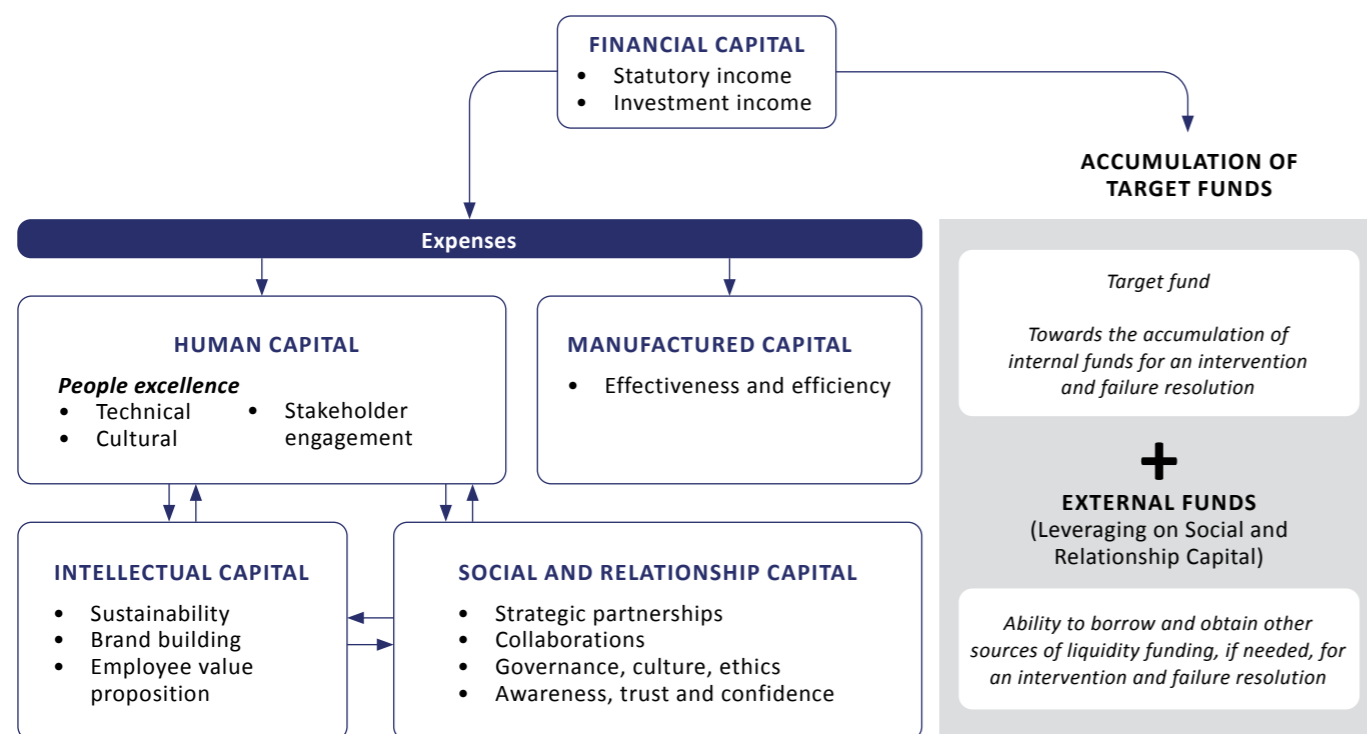 FINANCIAL CAPITAL
• Statutory income
• Investment income
ACCUMULATION OF
TARGET FUNDS
Expenses
HUMAN CAPITAL
People excellence
• Technical
• Cultural
• Stakeholder
engagement
MANUFACTURED CAPITAL
• Effectiveness and efficiency
Target fund
Towards the accumulation of
internal funds for an intervention
and failure resolution
+
EXTERNAL FUNDS
(Leveraging on Social and
Relationship Capital)
INTELLECTUAL CAPITAL
• Sustainability
• Brand building
• Employee value
proposition
SOCIAL AND RELATIONSHIP CAPITAL
• Strategic partnerships
• Collaborations
• Governance, culture, ethics
• Awareness, trust and confidence
Ability to borrow and obtain other
sources of liquidity funding, if needed, for
an intervention and failure resolution